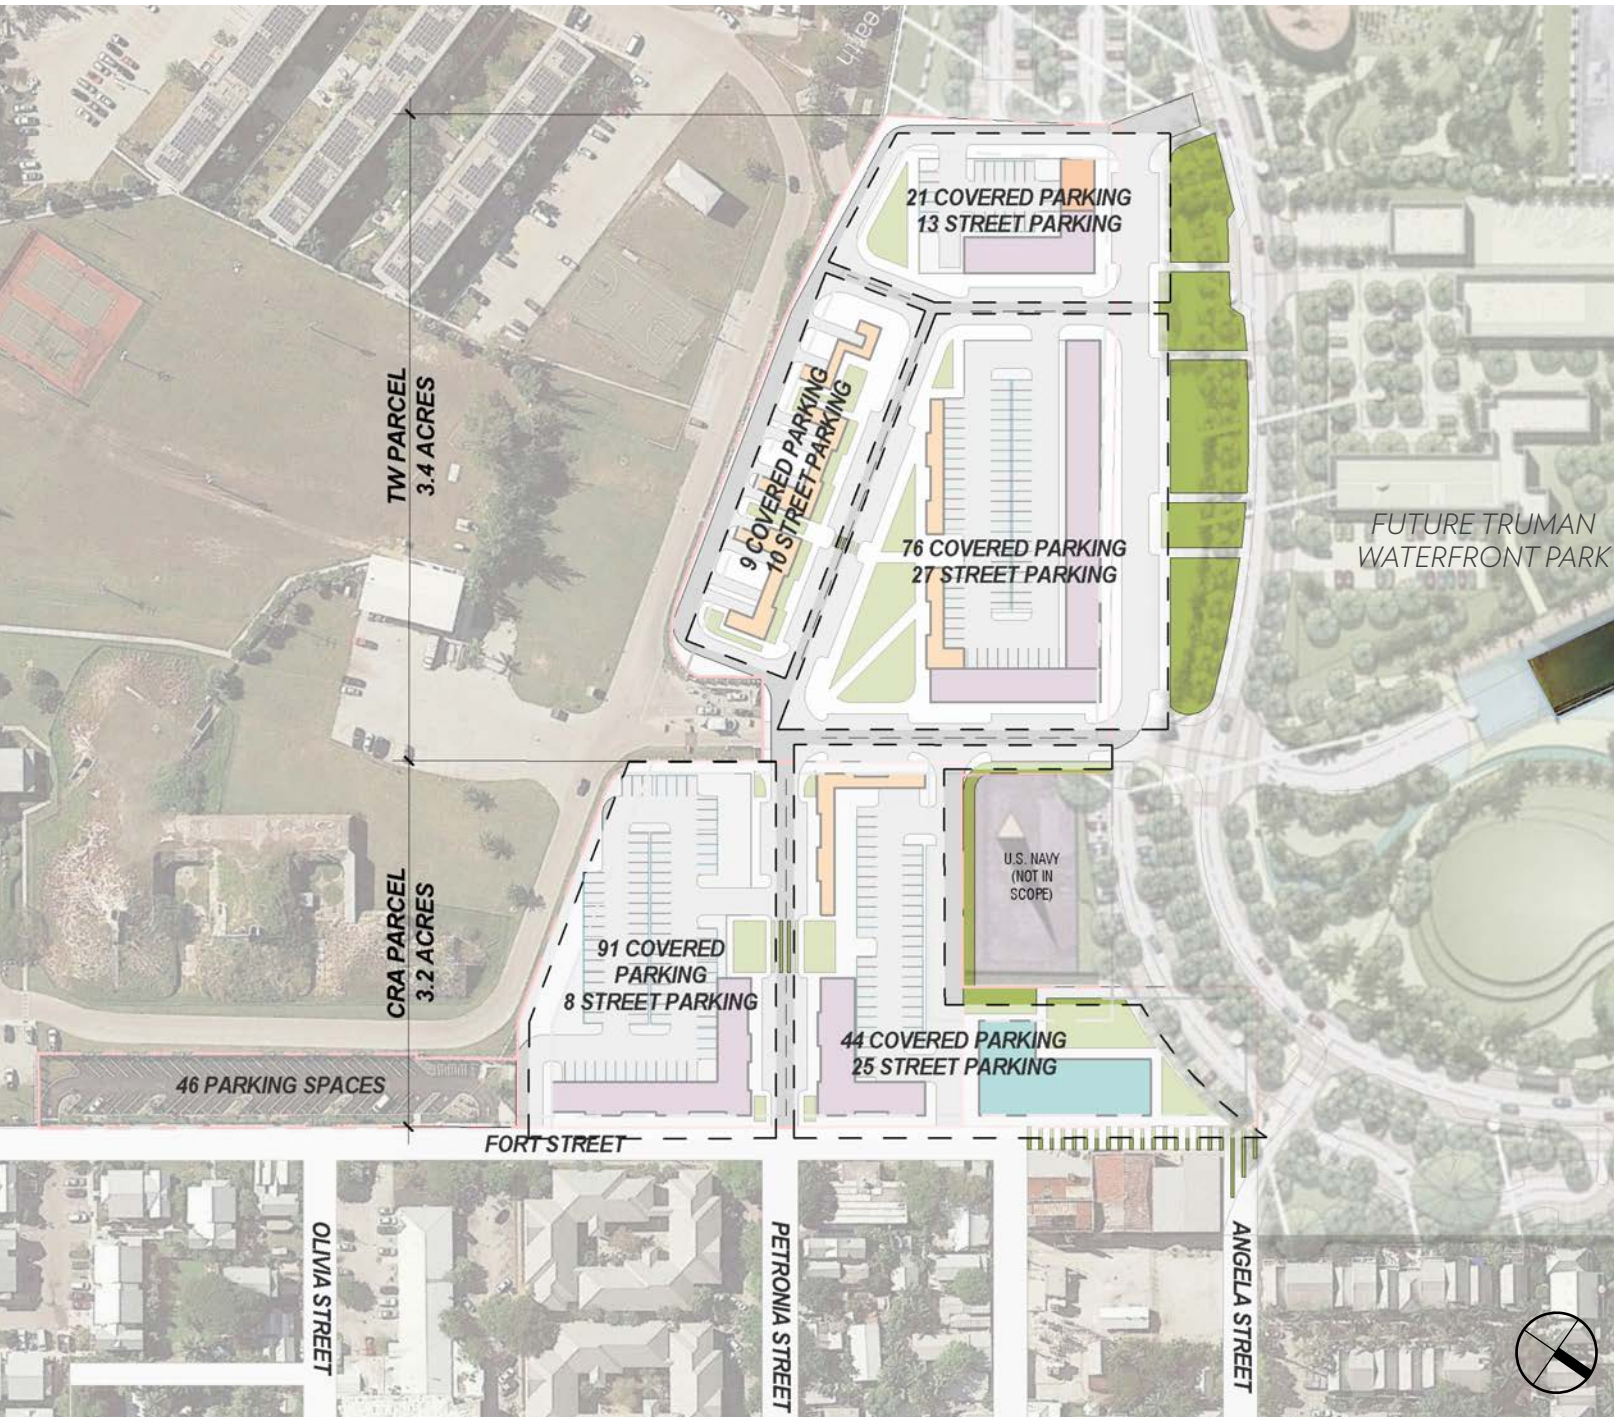 earth
21 COVERED PARKING
13 STREET PARKING
TW PARCEL
3.4 ACRES
9 COVERED PARKING
10 STREET PARKING
76 COVERED PARKING
27 STREET PARKING
FUTURE TRUMAN
WATERFRONT PARK
U.S. NAVY
(NOT IN
SCOPE)
CRA PARCEL
3.2 ACRES
91 COVERED
PARKING
8 STREET PARKING
44 COVERED PARKING
25 STREET PARKING
46 PARKING SPACES
FORT STREET
OLIVIA STREET
PETRONIA STREET
ANGELA STREET